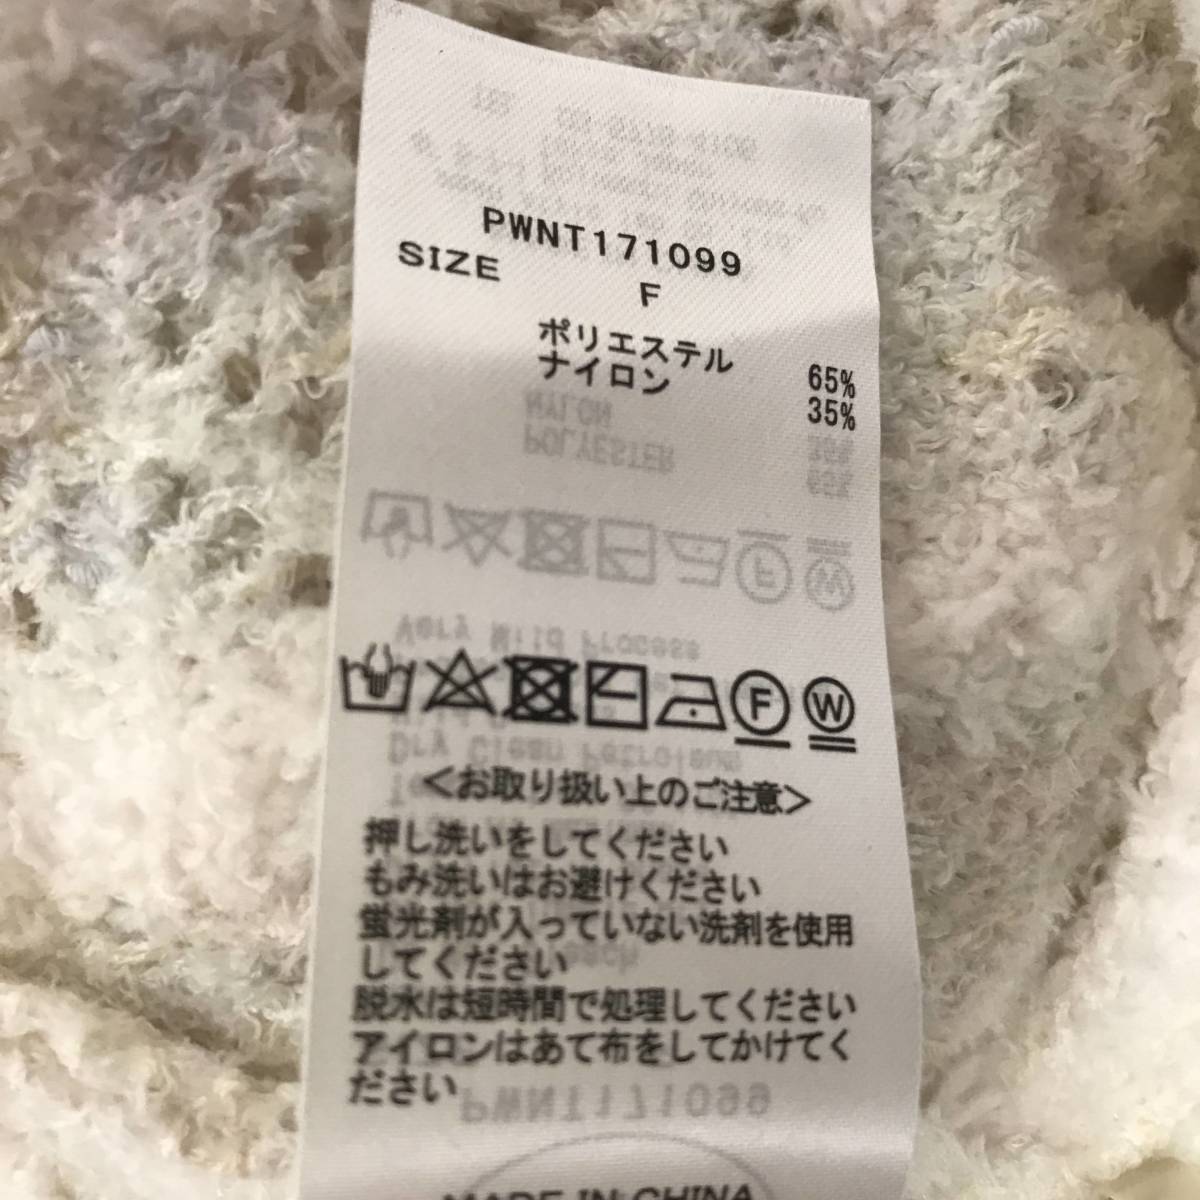 PWNT171099
SIZE F
ポリエステル 65%
ナイロン 35%
F
W
<お取り扱い上のご注意>
押し洗いをしてください
もみ洗いはお避けください
蛍光剤が入っていない洗剤を使用
してください
脱水は短時間で処理してください
アイロンはあて布をしてかけてく
ださい
MADE IN CHINA